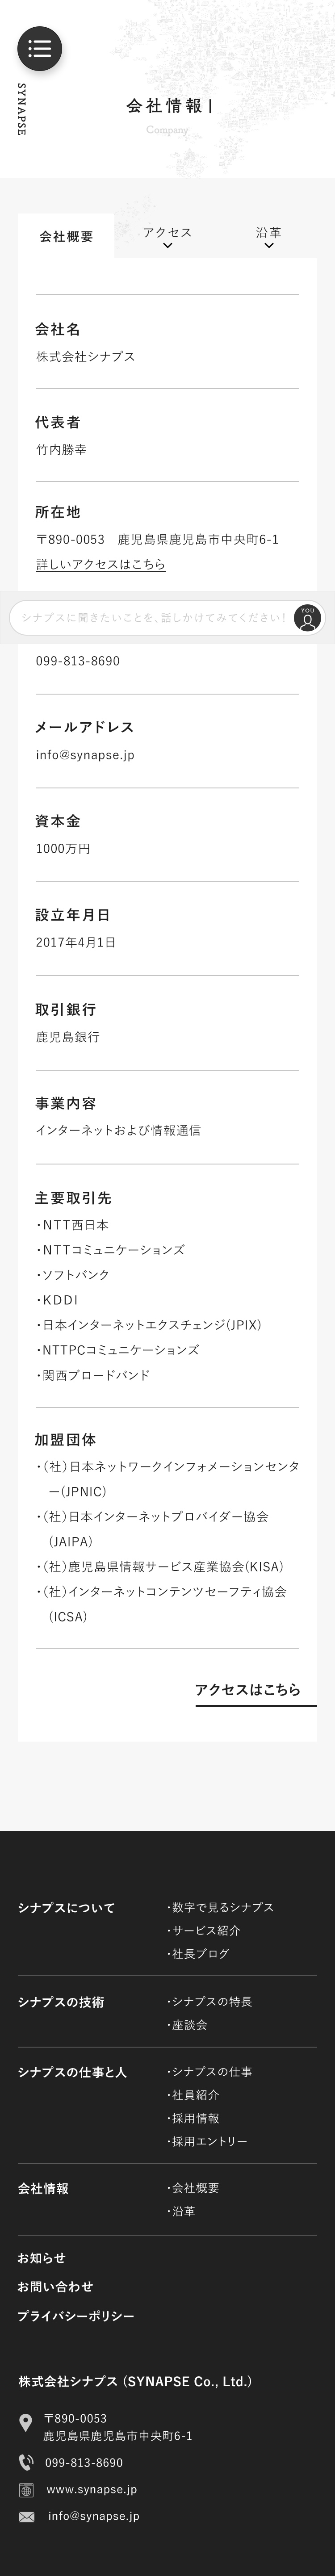 SYNAPSE
会社情報
Company
会社概要
アクセス
沿革
会社名
株式会社シナプス
代表者
竹内勝幸
所在地
〒890-0053　鹿児島県鹿児島市中央町6-1
詳しいアクセスはこちら
シナプスに聞きたいことを、話しかけてみてください！
YOU
099-813-8690
メールアドレス
info@synapse.jp
資本金
1000万円
設立年月日
2017年4月1日
取引銀行
鹿児島銀行
事業内容
インターネットおよび情報通信
主要取引先
・NTT西日本
・NTTコミュニケーションズ
・ソフトバンク
・KDDI
・日本インターネットエクスチェンジ(JPIX)
・NTTPCコミュニケーションズ
・関西ブロードバンド
加盟団体
・（社）日本ネットワークインフォメーションセンタ
ー(JPNIC)
・（社）日本インターネットプロバイダー協会
(JAIPA)
・（社）鹿児島県情報サービス産業協会(KISA)
・（社）インターネットコンテンツセーフティ協会
(ICSA)
アクセスはこちら
シナプスについて
・数字で見るシナプス
・サービス紹介
・社長ブログ
シナプスの技術
・シナプスの特長
・座談会
シナプスの仕事と人
・シナプスの仕事
・社員紹介
・採用情報
・採用エントリー
会社情報
・会社概要
・沿革
お知らせ
お問い合わせ
プライバシーポリシー
株式会社シナプス (SYNAPSE Co., Ltd.)
〒890-0053
鹿児島県鹿児島市中央町6-1
099-813-8690
www.synapse.jp
info@synapse.jp